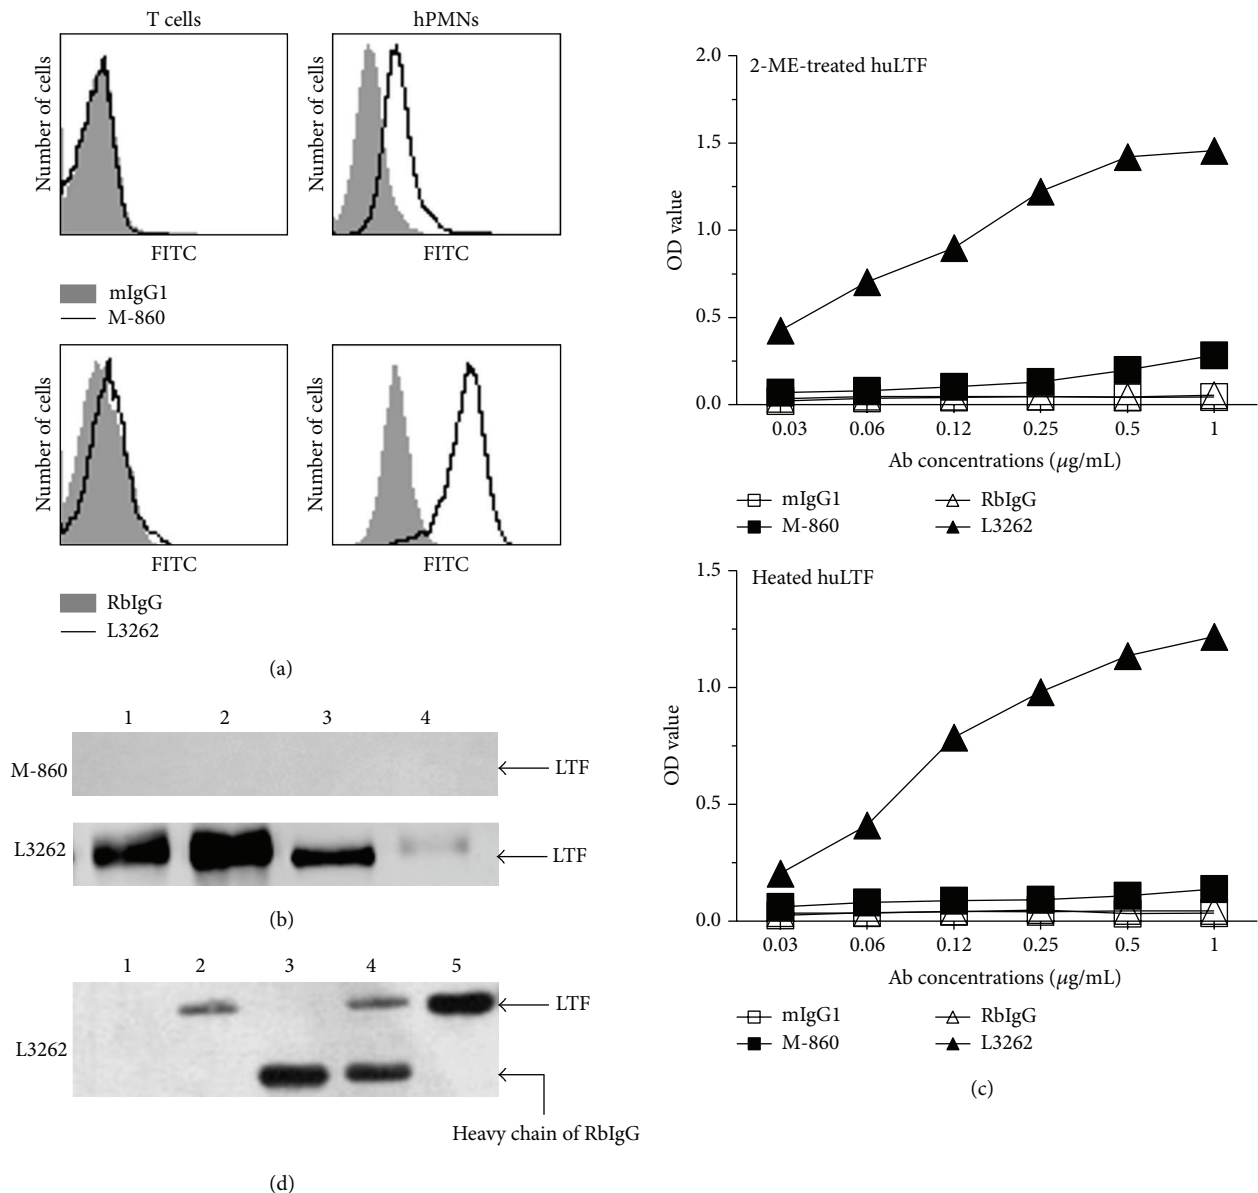 T cells
hPMNs
Number of cells
Number of cells
FITC
FITC
mIgG1
M-860
Number of cells
Number of cells
FITC
FITC
RbIgG
L3262
(a)
1 2 3 4
M-860
LTF
L3262
LTF
(b)
1 2 3 4 5
LTF
L3262
Heavy chain of RbIgG
(d)
2-ME-treated huLTF
2.0
1.5
1.0
0.5
0.0
OD value
0.03 0.06 0.12 0.25 0.5 1
Ab concentrations (μg/mL)
mIgG1 RbIgG
M-860 L3262
Heated huLTF
1.5
1.0
0.5
0.0
OD value
0.03 0.06 0.12 0.25 0.5 1
Ab concentrations (μg/mL)
mIgG1 RbIgG
M-860 L3262
(c)